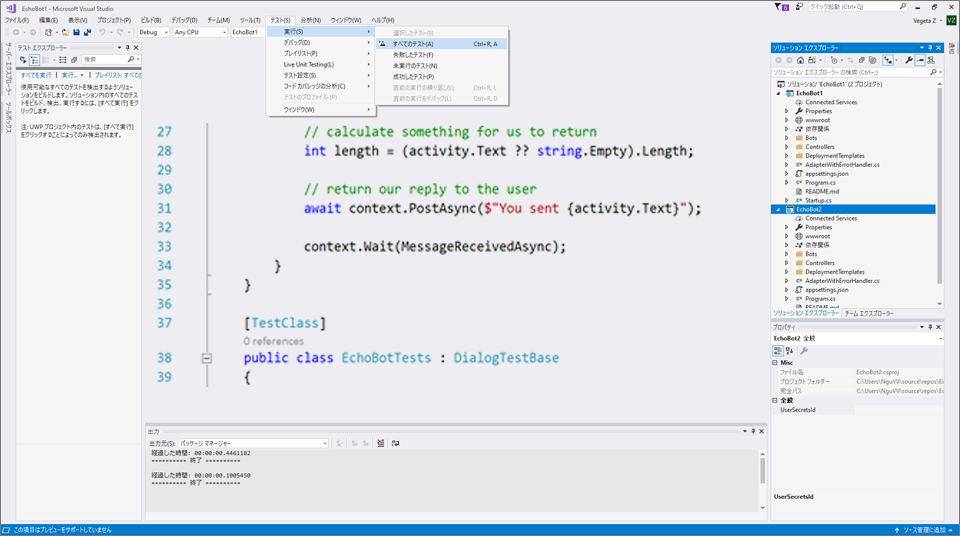 EchoBot1 - Microsoft Visual Studio
クイック起動 (Ctrl+Q)
ファイル(F) 編集(E) 表示(V) プロジェクト(P) ビルド(B) デバッグ(D) チーム(M) ツール(T) テスト(S) 分析(N) ウィンドウ(W) ヘルプ(H)
Vegeta Z
Debug Any CPU EchoBot1
実行(S)
デバッグ(D)
プレイリスト(P)
Live Unit Testing(L)
テスト設定(S)
コード カバレッジの分析(C)
テストのプロファイル (P)
ウィンドウ(W)
選択したテスト(S)
すべてのテスト(A) Ctrl+R, A
失敗したテスト(F)
未実行のテスト(N)
成功したテスト(P)
直前の実行の繰り返し(L) Ctrl+R, L
直前の実行をデバッグ(L) Ctrl+R, D
サーバー エクスプローラー
ツールボックス
テスト エクスプローラー
検索
すべてを実行 | 実行... | プレイリスト: すべ
使用可能なすべてのテストを検出するようソリュー
ションをビルドします。ソリューション内のすべてのテス
トをビルド、検出、実行するには、[すべて実行] を
クリックします。
注: UWP プロジェクト内のテストは、[すべて実行]
をクリックすることによってのみ検出されます。
27 // calculate something for us to return
28 int length = (activity.Text ?? string.Empty).Length;
29
30 // return our reply to the user
31 await context.PostAsync($"You sent {activity.Text}");
32
33 context.Wait(MessageReceivedAsync);
34 }
35 }
36
37 [TestClass]
0 references
38 public class EchoBotTests : DialogTestBase
39 {
出力
出力元(S): パッケージ マネージャー
経過した時間: 00:00:00.4461182
========== 終了 ==========
経過した時間: 00:00:00.1005450
========== 終了 ==========
ソリューション エクスプローラー
ソリューション エクスプローラー の検索 (Ctrl+;)
ソリューション 'EchoBot1' (2 プロジェクト)
EchoBot1
Connected Services
Properties
wwwroot
依存関係
Bots
Controllers
DeploymentTemplates
AdapterWithErrorHandler.cs
appsettings.json
Program.cs
README.md
Startup.cs
EchoBot2
Connected Services
Properties
wwwroot
依存関係
Bots
Controllers
DeploymentTemplates
AdapterWithErrorHandler.cs
appsettings.json
Program.cs
README.md
ソリューション エクスプローラー チーム エクスプローラー
プロパティ
EchoBot2 全般
Misc
ファイル名 EchoBot2.csproj
プロジェクト フォルダー C:\Users\NguVV\source\repos\Ec
完全パス C:\Users\NguVV\source\repos\Ec
全般
UserSecretsId
UserSecretsId
この項目はプレビューをサポートしていません
ソース管理に追加